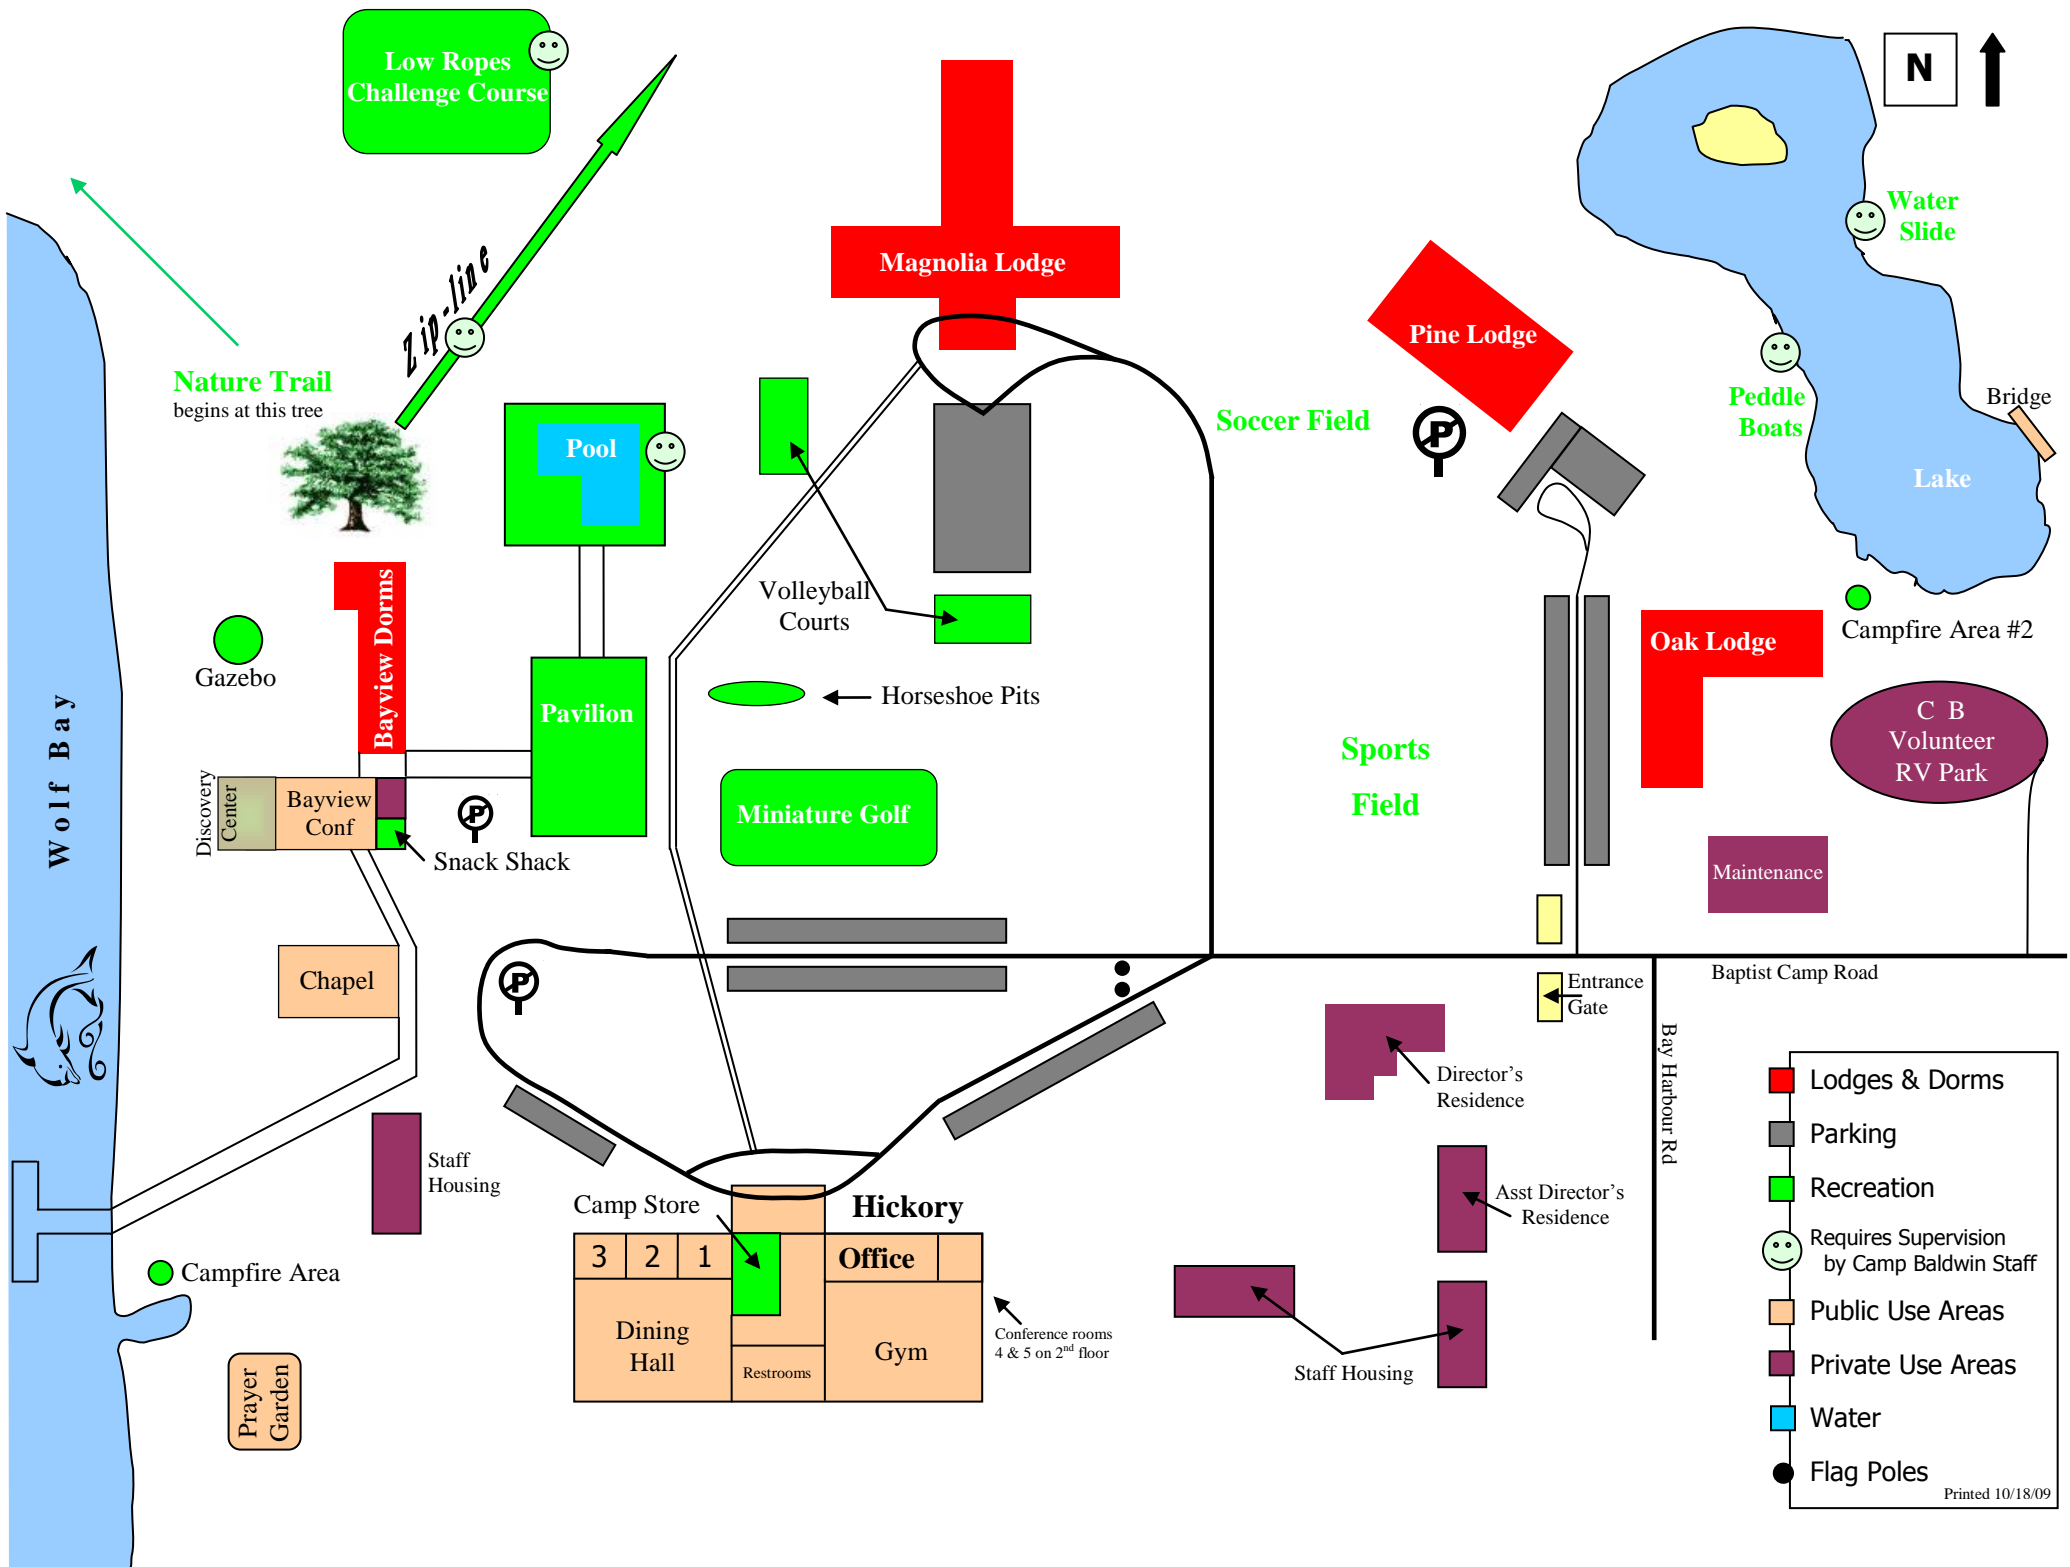 Low Ropes
Challenge Course
N
Zip-line
Magnolia Lodge
Water
Slide
Pine Lodge
Nature Trail
begins at this tree
Peddle
Boats
Bridge
Soccer Field
P
Pool
Lake
Volleyball
Courts
Bayview Dorms
Gazebo
Campfire Area #2
Oak Lodge
Horseshoe Pits
Pavilion
C B
Volunteer
RV Park
Wolf Bay
Sports
Field
Discovery
Center
Bayview
Conf
P
Miniature Golf
Snack Shack
Maintenance
Chapel
P
Baptist Camp Road
Entrance
Gate
Bay Harbour Rd
Director's
Residence
Staff
Housing
Asst Director's
Residence
Camp Store
Hickory
3
2
1
Office
Campfire Area
Dining
Hall
Gym
Restrooms
Conference rooms
4 & 5 on 2nd floor
Staff Housing
Prayer
Garden
Lodges & Dorms
Parking
Recreation
Requires Supervision
by Camp Baldwin Staff
Public Use Areas
Private Use Areas
Water
Flag Poles
Printed 10/18/09